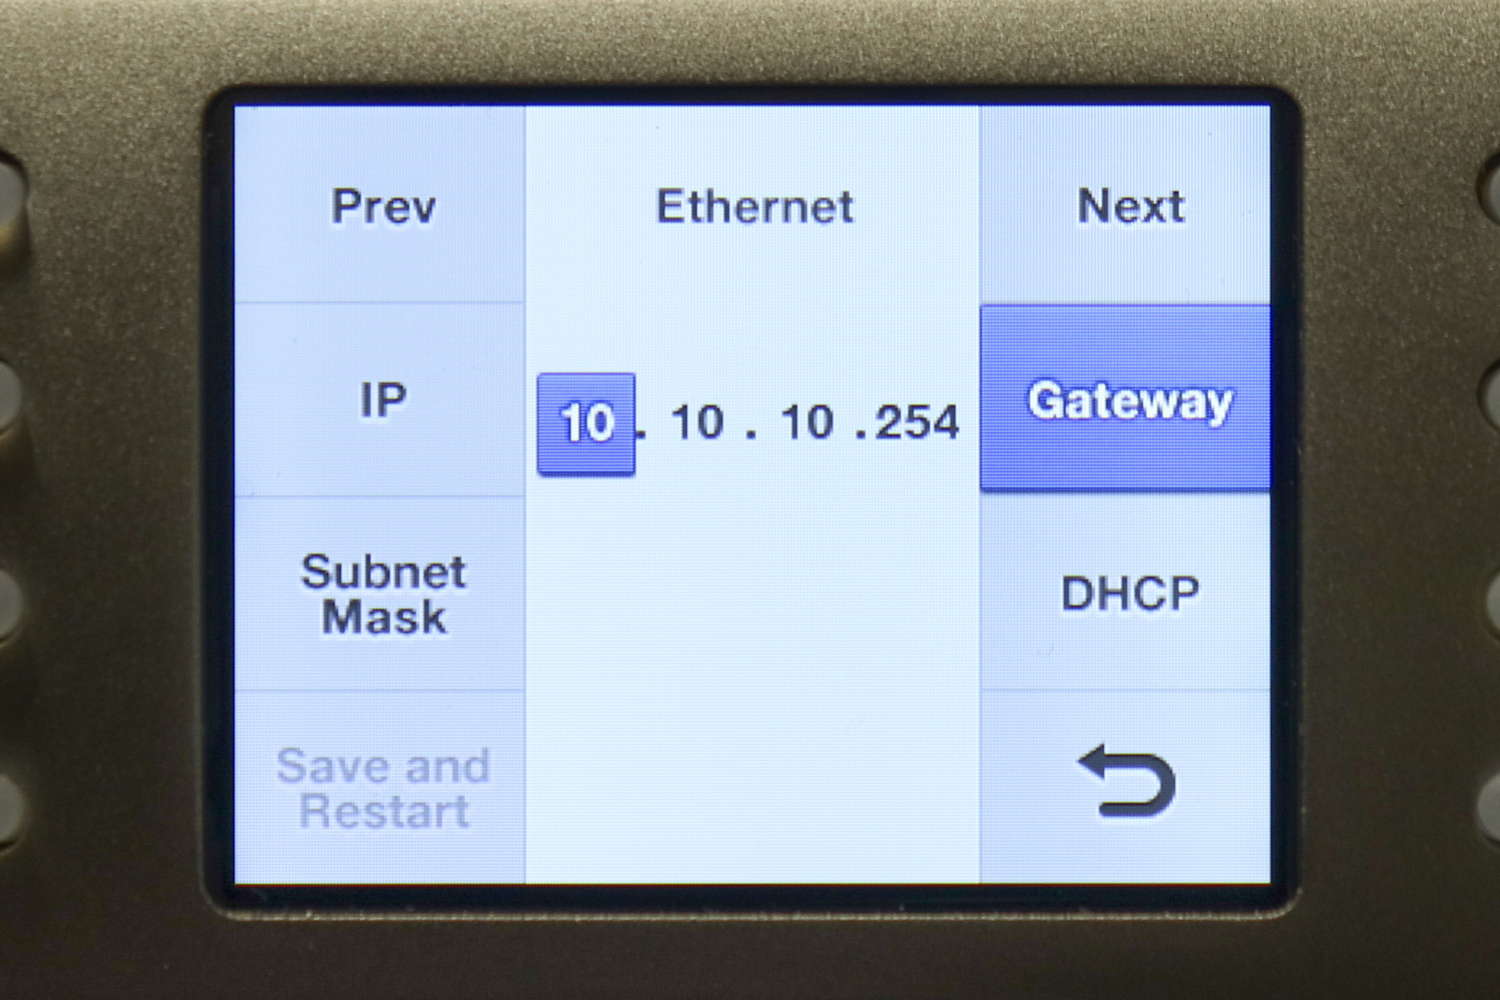 Prev
Ethernet
Next
IP
10. 10 . 10 .254
Gateway
Subnet
Mask
DHCP
Save and
Restart